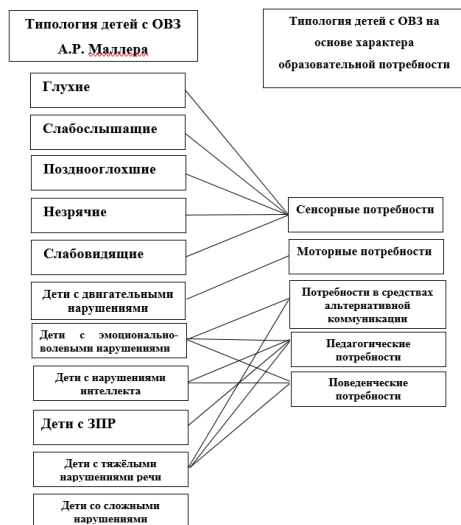 Типология детей с ОВЗ
А.Р. Маллера
Типология детей с ОВЗ на
основе характера
образовательной потребности
Глухие
Слабослышащие
Позднооглохшие
Незрячие
Слабовидящие
Дети с двигательными
нарушениями
Дети с эмоционально-
волевыми нарушениями
Дети с нарушениями
интеллекта
Дети с ЗПР
Дети с тяжёлыми
нарушениями речи
Дети со сложными
нарушениями
Сенсорные потребности
Моторные потребности
Потребности в средствах
альтернативной
коммуникации
Педагогические
потребности
Поведенческие
потребности